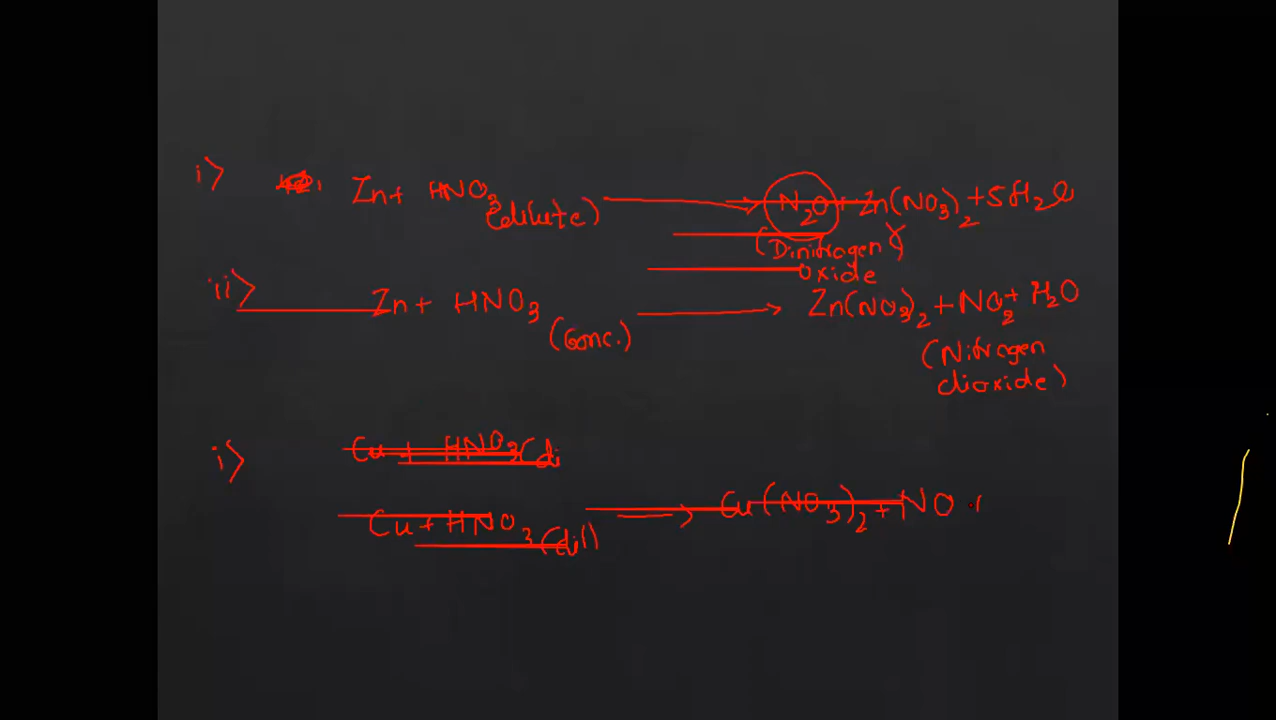 i) Zn + HNO3 (dilute) → N2O + Zn(NO3)2 + 5H2O
(Dinitrogen oxide)
ii) Zn + HNO3 (Conc.) → Zn(NO3)2 + NO2 + H2O
(Nitrogen dioxide)
i) Cu + HNO3 (di
Cu + HNO3 (dil) → Cu(NO3)2 + NO